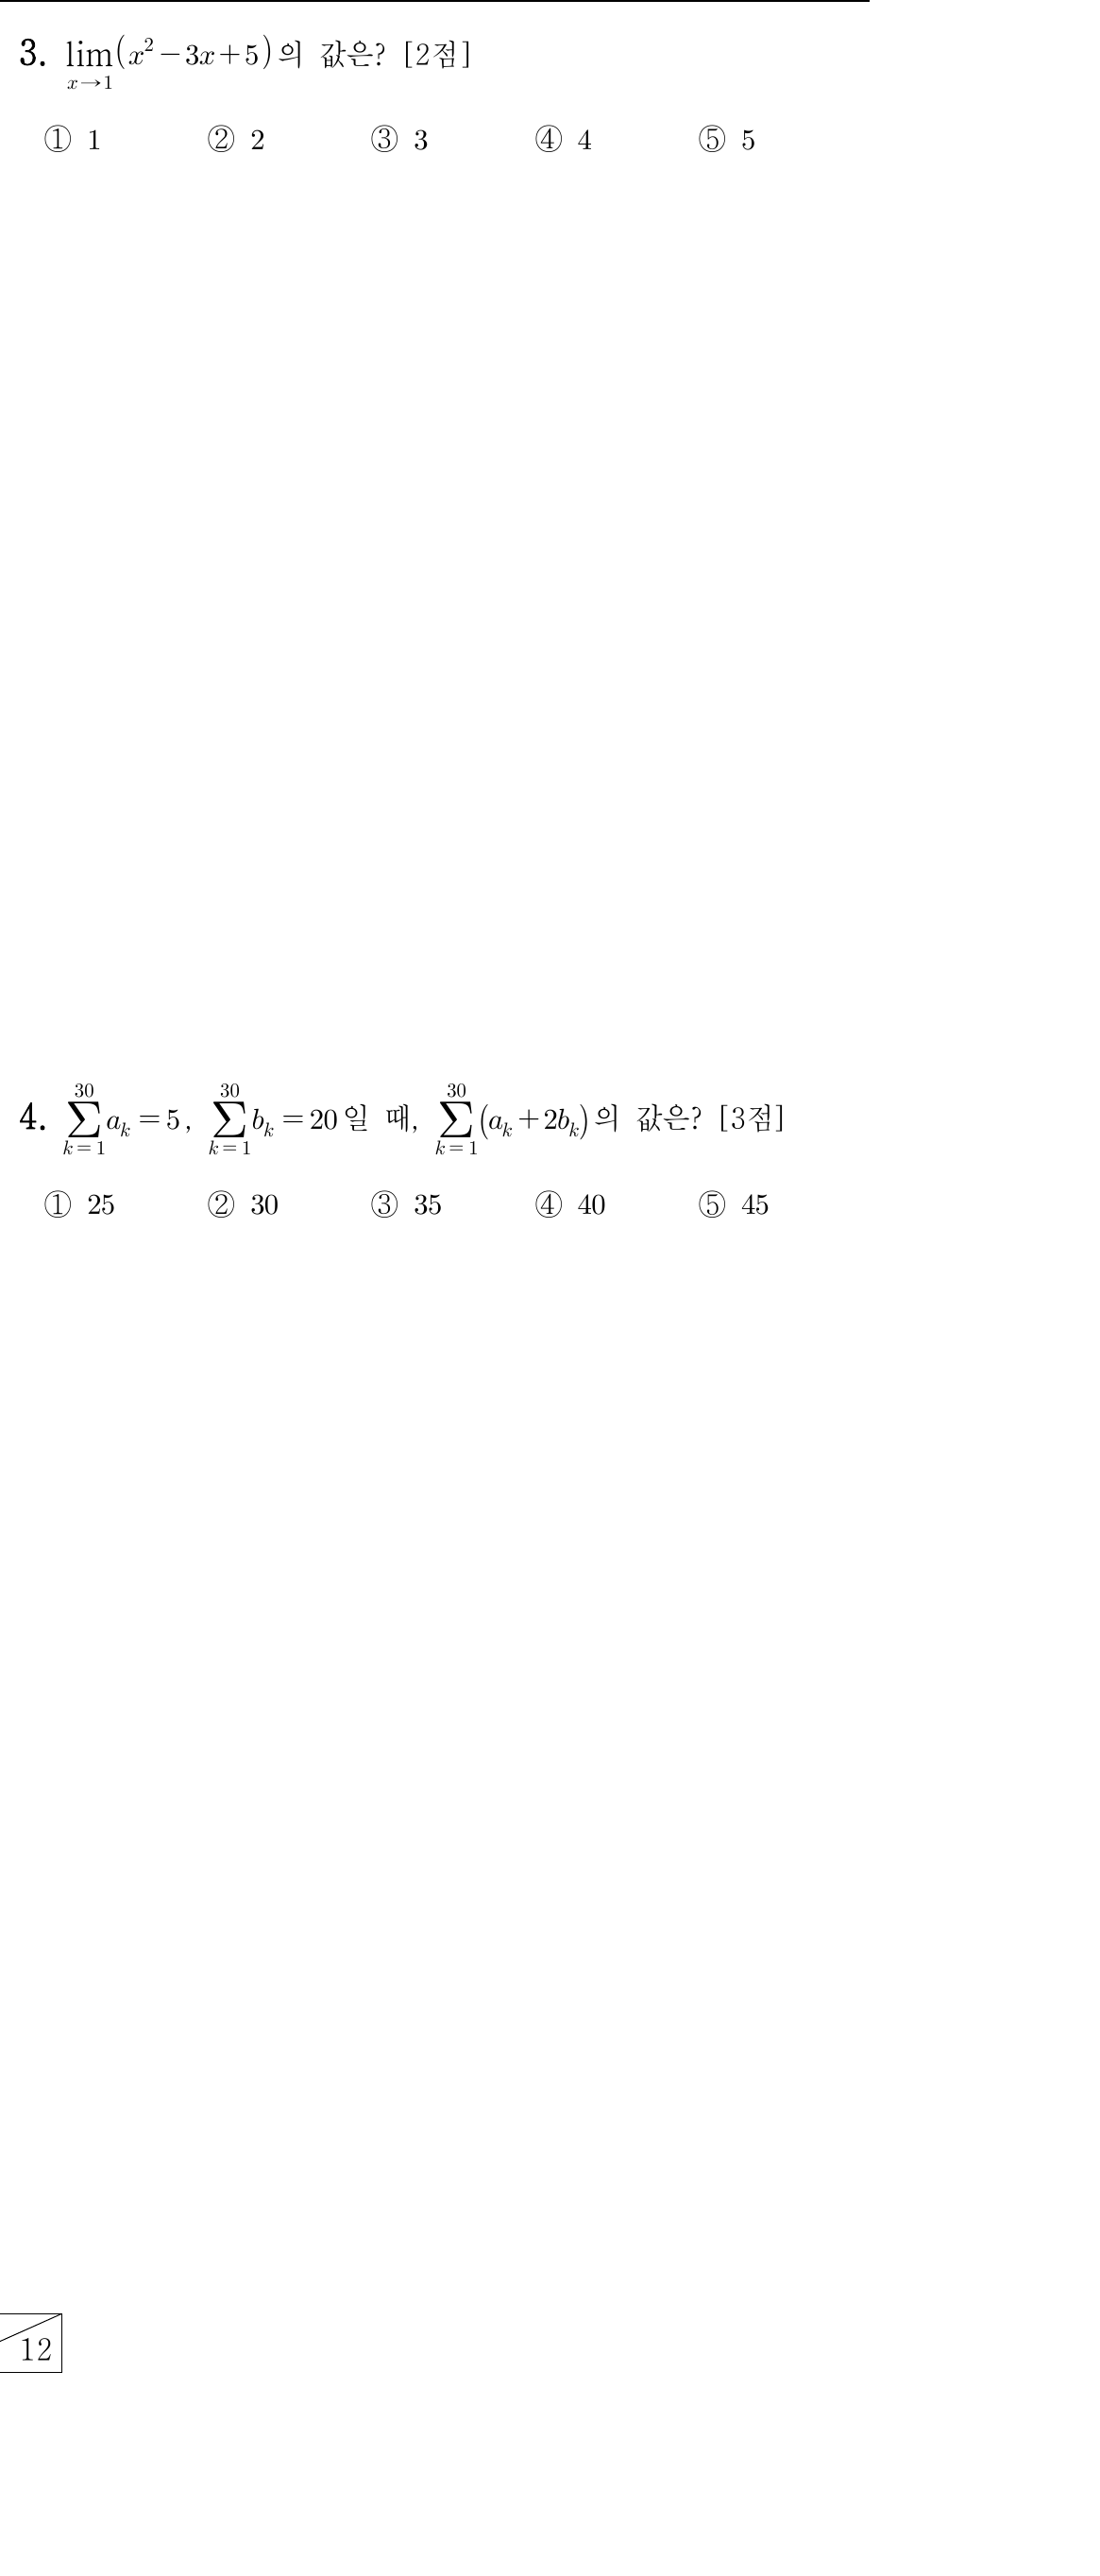 3. lim_{x→1}(x²−3x+5)의 값은? [2점]
① 1 ② 2 ③ 3 ④ 4 ⑤ 5
4. ∑_{k=1}^{30} a_k = 5, ∑_{k=1}^{30} b_k = 20일 때, ∑_{k=1}^{30} (a_k + 2b_k)의 값은? [3점]
① 25 ② 30 ③ 35 ④ 40 ⑤ 45
12